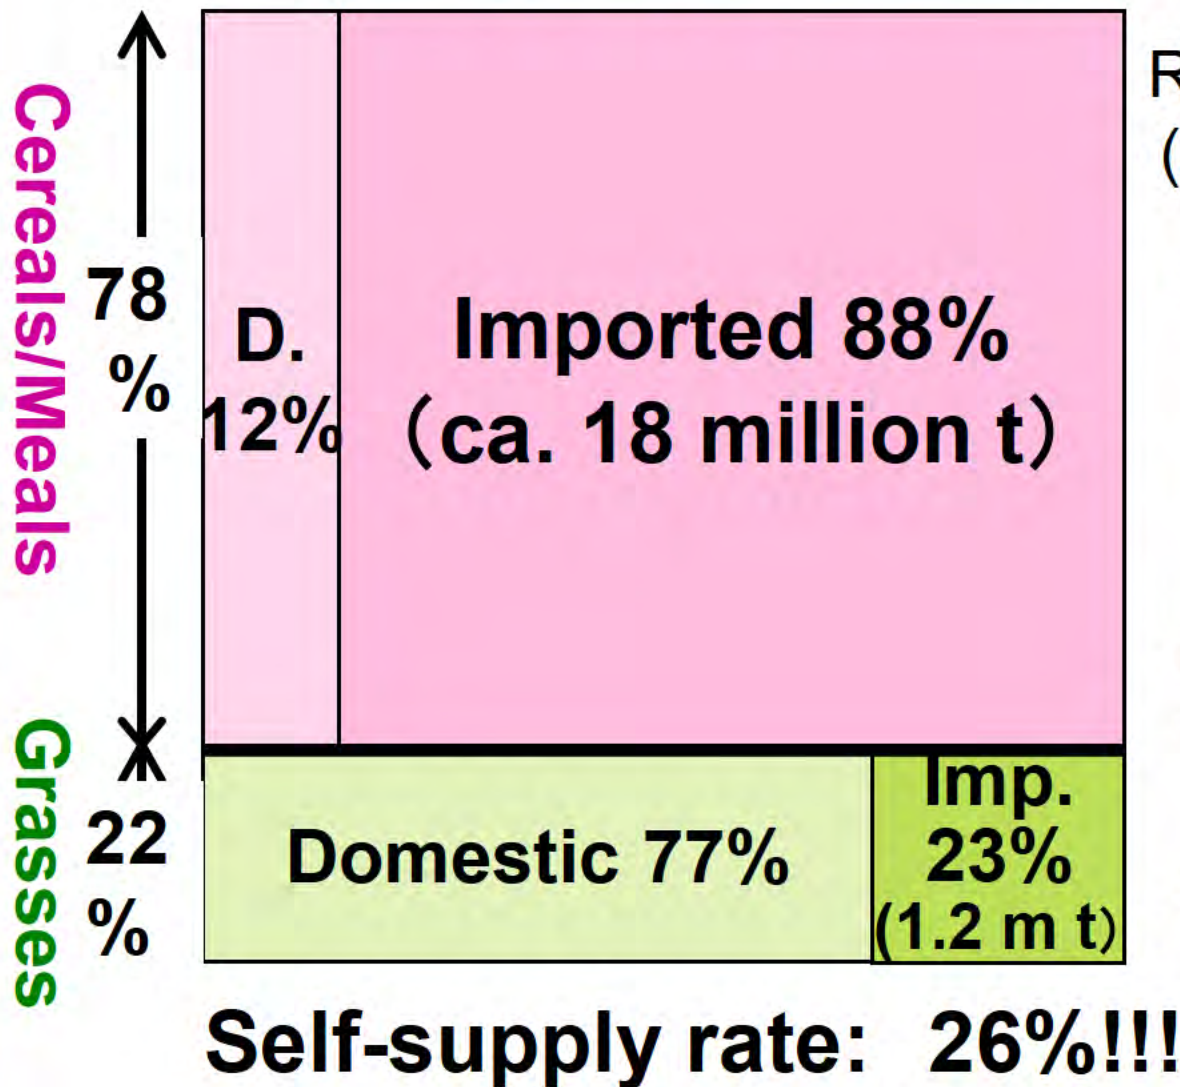 Cereals/Meals
78
%
D.
12%
Imported 88%
（ca. 18 million t）
R
(
Grasses
22
%
Domestic 77%
Imp.
23%
(1.2 m t)
Self-supply rate: 26%!!!